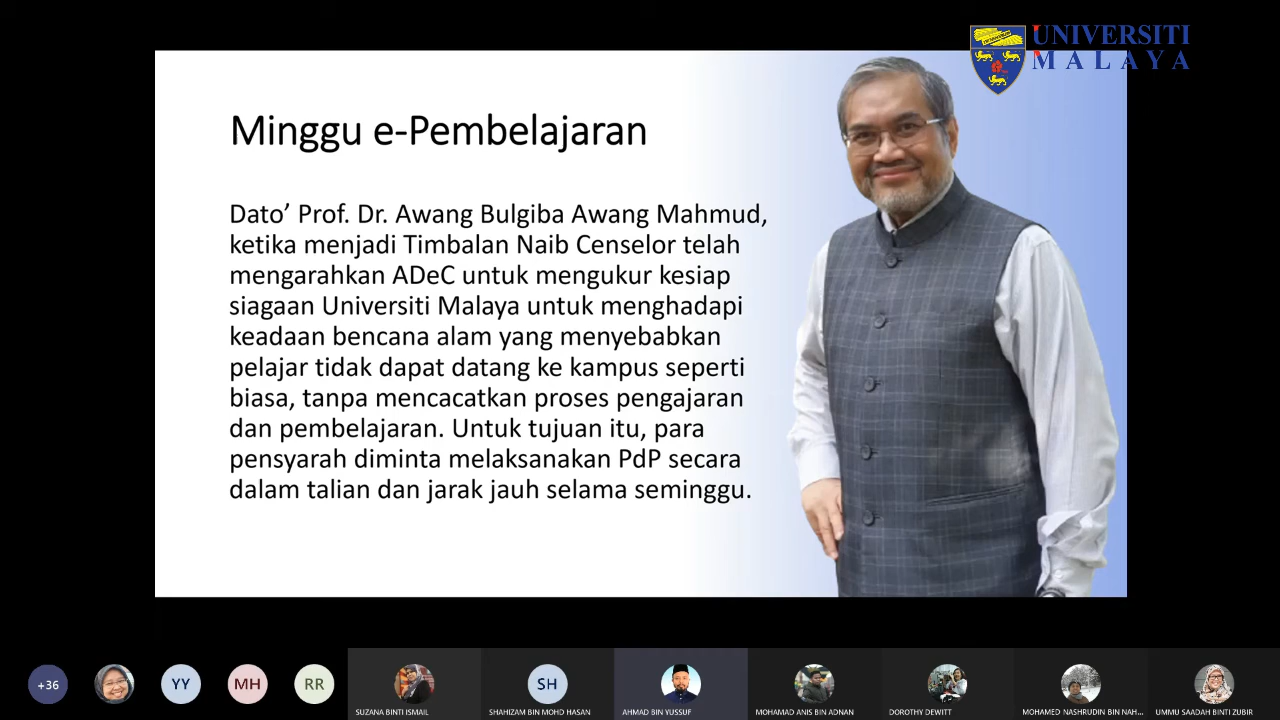 UNIVERSITI
MALAYA
Minggu e-Pembelajaran
Dato’ Prof. Dr. Awang Bulgiba Awang Mahmud,
ketika menjadi Timbalan Naib Censelor telah
mengarahkan ADeC untuk mengukur kesiap
siagaan Universiti Malaya untuk menghadapi
keadaan bencana alam yang menyebabkan
pelajar tidak dapat datang ke kampus seperti
biasa, tanpa mencacatkan proses pengajaran
dan pembelajaran. Untuk tujuan itu, para
pensyarah diminta melaksanakan PdP secara
dalam talian dan jarak jauh selama seminggu.
+36
YY
MH
RR
SH
SUZANA BINTI ISMAIL
SHAHIZAM BIN MOHD HASAN
AHMAD BIN YUSSUF
MOHAMAD ANIS BIN ADNAN
DOROTHY DEWITT
MOHAMED NASHRUDIN BIN NAH...
UMMU SAADAH BINTI ZUBIR